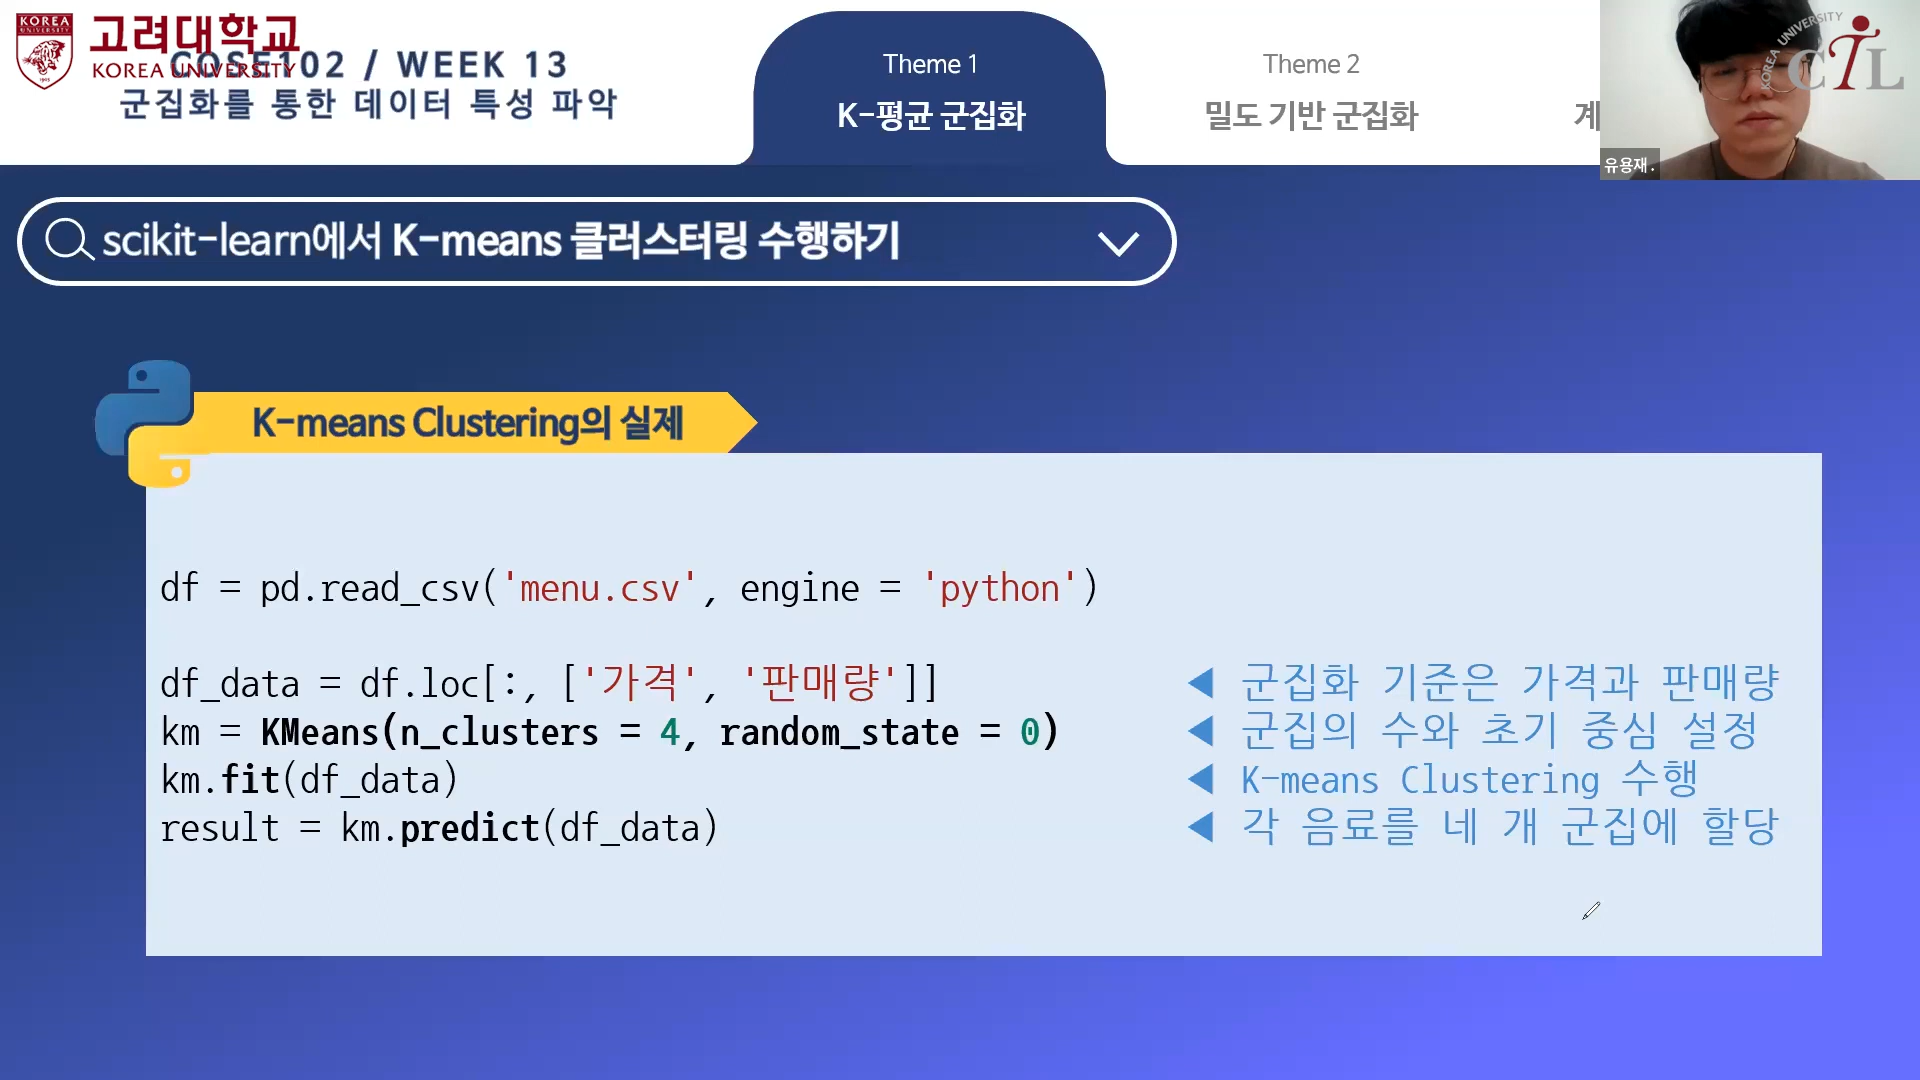 KOREA
UNIVERSITY
1905
고려대학교
KOREA UNIVERSITY
COSE102 / WEEK 13
군집화를 통한 데이터 특성 파악
Theme 1
K-평균 군집화
Theme 2
밀도 기반 군집화
계
KOREA UNIVERSITY
CTL
유용재.
scikit-learn에서 K-means 클러스터링 수행하기
K-means Clustering의 실제
df = pd.read_csv('menu.csv', engine = 'python')
df_data = df.loc[:, ['가격', '판매량']]
◀ 군집화 기준은 가격과 판매량
km = KMeans(n_clusters = 4, random_state = 0)
◀ 군집의 수와 초기 중심 설정
km.fit(df_data)
◀ K-means Clustering 수행
result = km.predict(df_data)
◀ 각 음료를 네 개 군집에 할당